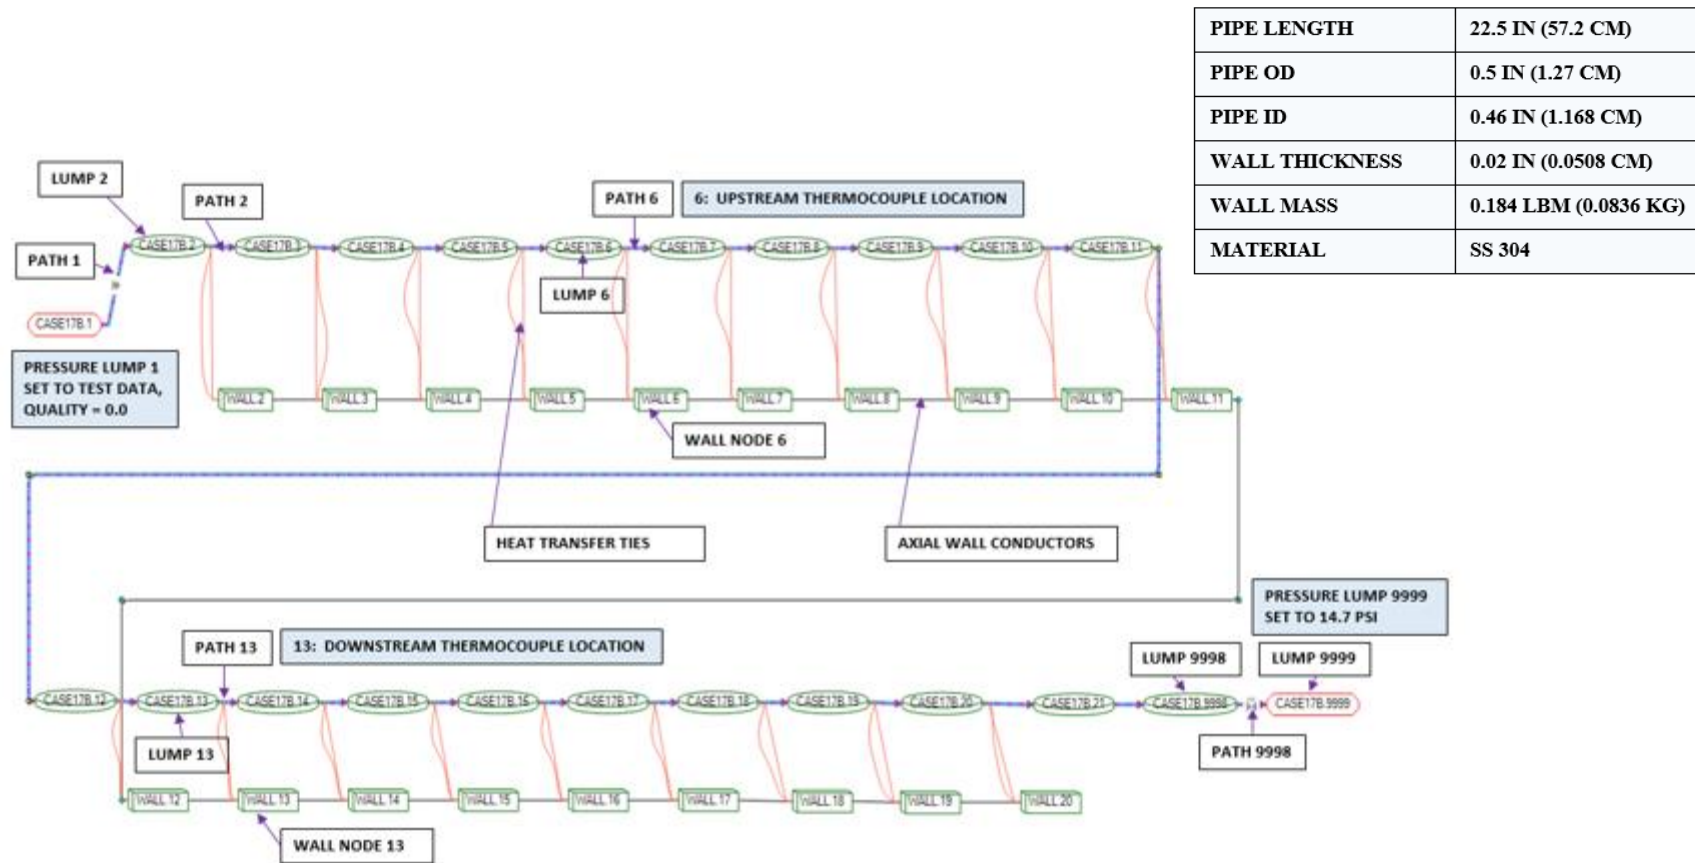 PIPE LENGTH 22.5 IN (57.2 CM)
PIPE OD 0.5 IN (1.27 CM)
PIPE ID 0.46 IN (1.168 CM)
WALL THICKNESS 0.02 IN (0.0508 CM)
WALL MASS 0.184 LBM (0.0836 KG)
MATERIAL SS 304
LUMP 2
PATH 2
PATH 6
6: UPSTREAM THERMOCOUPLE LOCATION
CASE17B.2 CASE17B.3 CASE17B.4 CASE17B.5 CASE17B.6 CASE17B.7 CASE17B.8 CASE17B.9 CASE17B.10 CASE17B.11
PATH 1
LUMP 6
CASE17B.1
PRESSURE LUMP 1
SET TO TEST DATA,
QUALITY = 0.0
WALL.2 WALL.3 WALL.4 WALL.5 WALL.6 WALL.7 WALL.8 WALL.9 WALL.10 WALL.11
WALL NODE 6
HEAT TRANSFER TIES
AXIAL WALL CONDUCTORS
PRESSURE LUMP 9999
SET TO 14.7 PSI
PATH 13
13: DOWNSTREAM THERMOCOUPLE LOCATION
LUMP 9998
LUMP 9999
CASE17B.12 CASE17B.13 CASE17B.14 CASE17B.15 CASE17B.16 CASE17B.17 CASE17B.18 CASE17B.19 CASE17B.20 CASE17B.21 CASE17B.9998 CASE17B.9999
LUMP 13
PATH 9998
WALL.12 WALL.13 WALL.14 WALL.15 WALL.16 WALL.17 WALL.18 WALL.19 WALL.20
WALL NODE 13